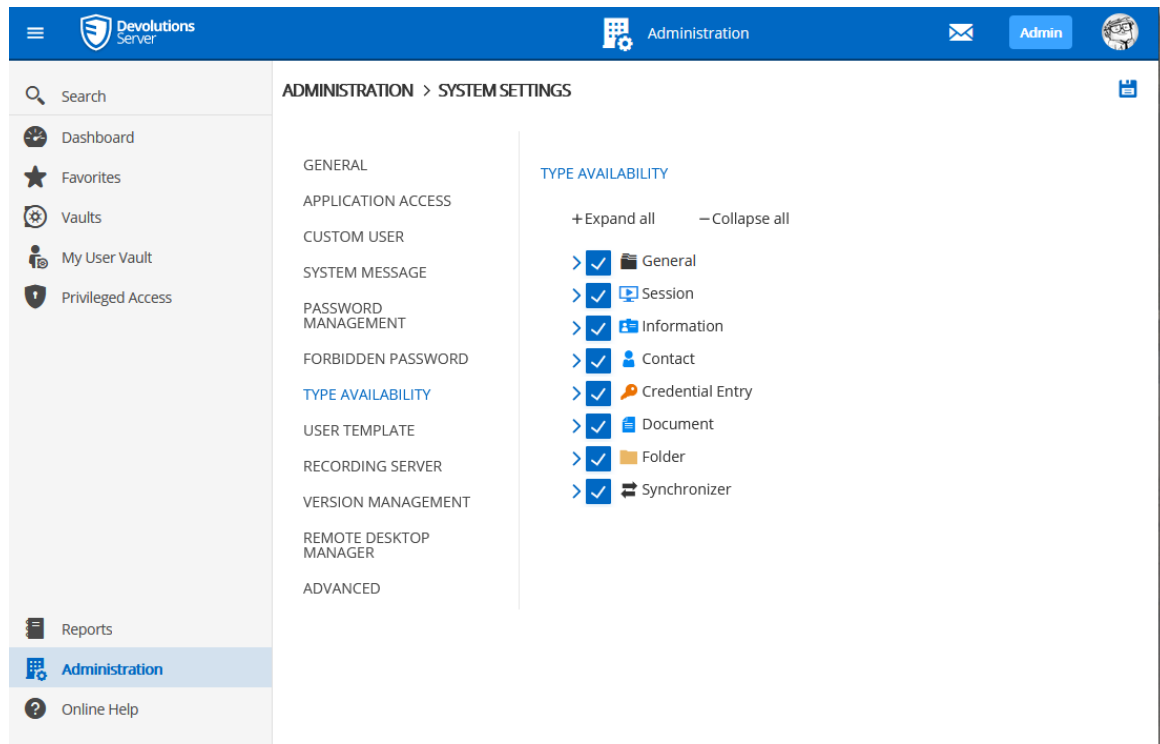 Devolutions
Server
Administration
Admin
Search
Dashboard
Favorites
Vaults
My User Vault
Privileged Access
Reports
Administration
Online Help
ADMINISTRATION > SYSTEM SETTINGS
GENERAL
APPLICATION ACCESS
CUSTOM USER
SYSTEM MESSAGE
PASSWORD
MANAGEMENT
FORBIDDEN PASSWORD
TYPE AVAILABILITY
USER TEMPLATE
RECORDING SERVER
VERSION MANAGEMENT
REMOTE DESKTOP
MANAGER
ADVANCED
TYPE AVAILABILITY
+Expand all −Collapse all
General
Session
Information
Contact
Credential Entry
Document
Folder
Synchronizer